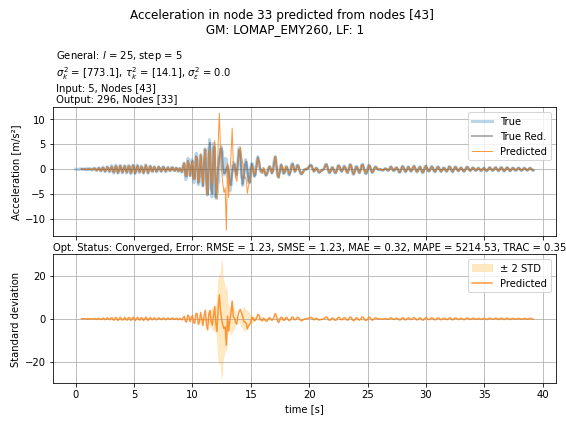 Acceleration in node 33 predicted from nodes [43]
GM: LOMAP_EMY260, LF: 1
General: l = 25, step = 5
σ²ₖ = [773.1], τ²ₖ = [14.1], σ²ε = 0.0
Input: 5, Nodes [43]
Output: 296, Nodes [33]
Acceleration [m/s²]
10
5
0
−5
−10
True
True Red.
Predicted
Opt. Status: Converged, Error: RMSE = 1.23, SMSE = 1.23, MAE = 0.32, MAPE = 5214.53, TRAC = 0.35
Standard deviation
20
0
−20
± 2 STD
Predicted
0 5 10 15 20 25 30 35 40
time [s]